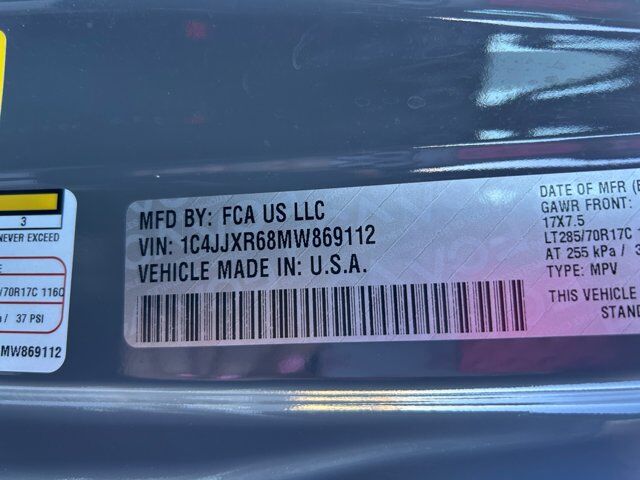 3
NEVER EXCEED
/70R17C 116C
/ 37 PSI
MW869112
MFD BY: FCA US LLC
VIN: 1C4JJXR68MW869112
VEHICLE MADE IN: U.S.A.
DATE OF MFR
GAWR FRONT:
17X7.5
LT285/70R17C
AT 255 kPa /
TYPE: MPV
THIS VEHICLE
STAND